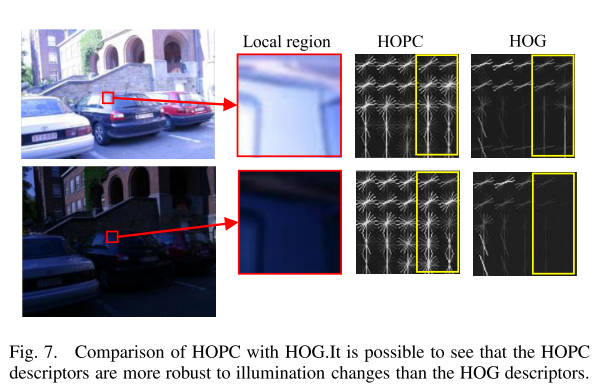 Local region HOPC HOG
Fig. 7. Comparison of HOPC with HOG.It is possible to see that the HOPC
descriptors are more robust to illumination changes than the HOG descriptors.